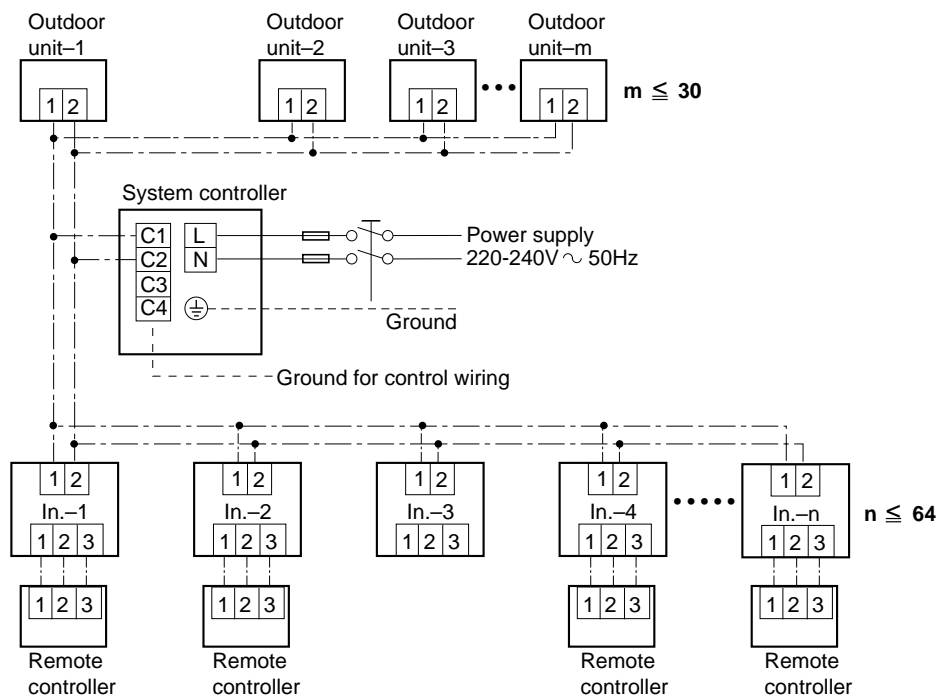 Outdoor unit–1
Outdoor unit–2
Outdoor unit–3
Outdoor unit–m
1 2
1 2
1 2
1 2
m ≦ 30
System controller
C1 L
C2 N
C3
C4
Power supply
220-240V ~ 50Hz
Ground
Ground for control wiring
1 2
1 2
1 2
1 2
1 2
In.–1
In.–2
In.–3
In.–4
In.–n
n ≦ 64
1 2 3
1 2 3
1 2 3
1 2 3
1 2 3
1 2 3
1 2 3
1 2 3
1 2 3
Remote controller
Remote controller
Remote controller
Remote controller